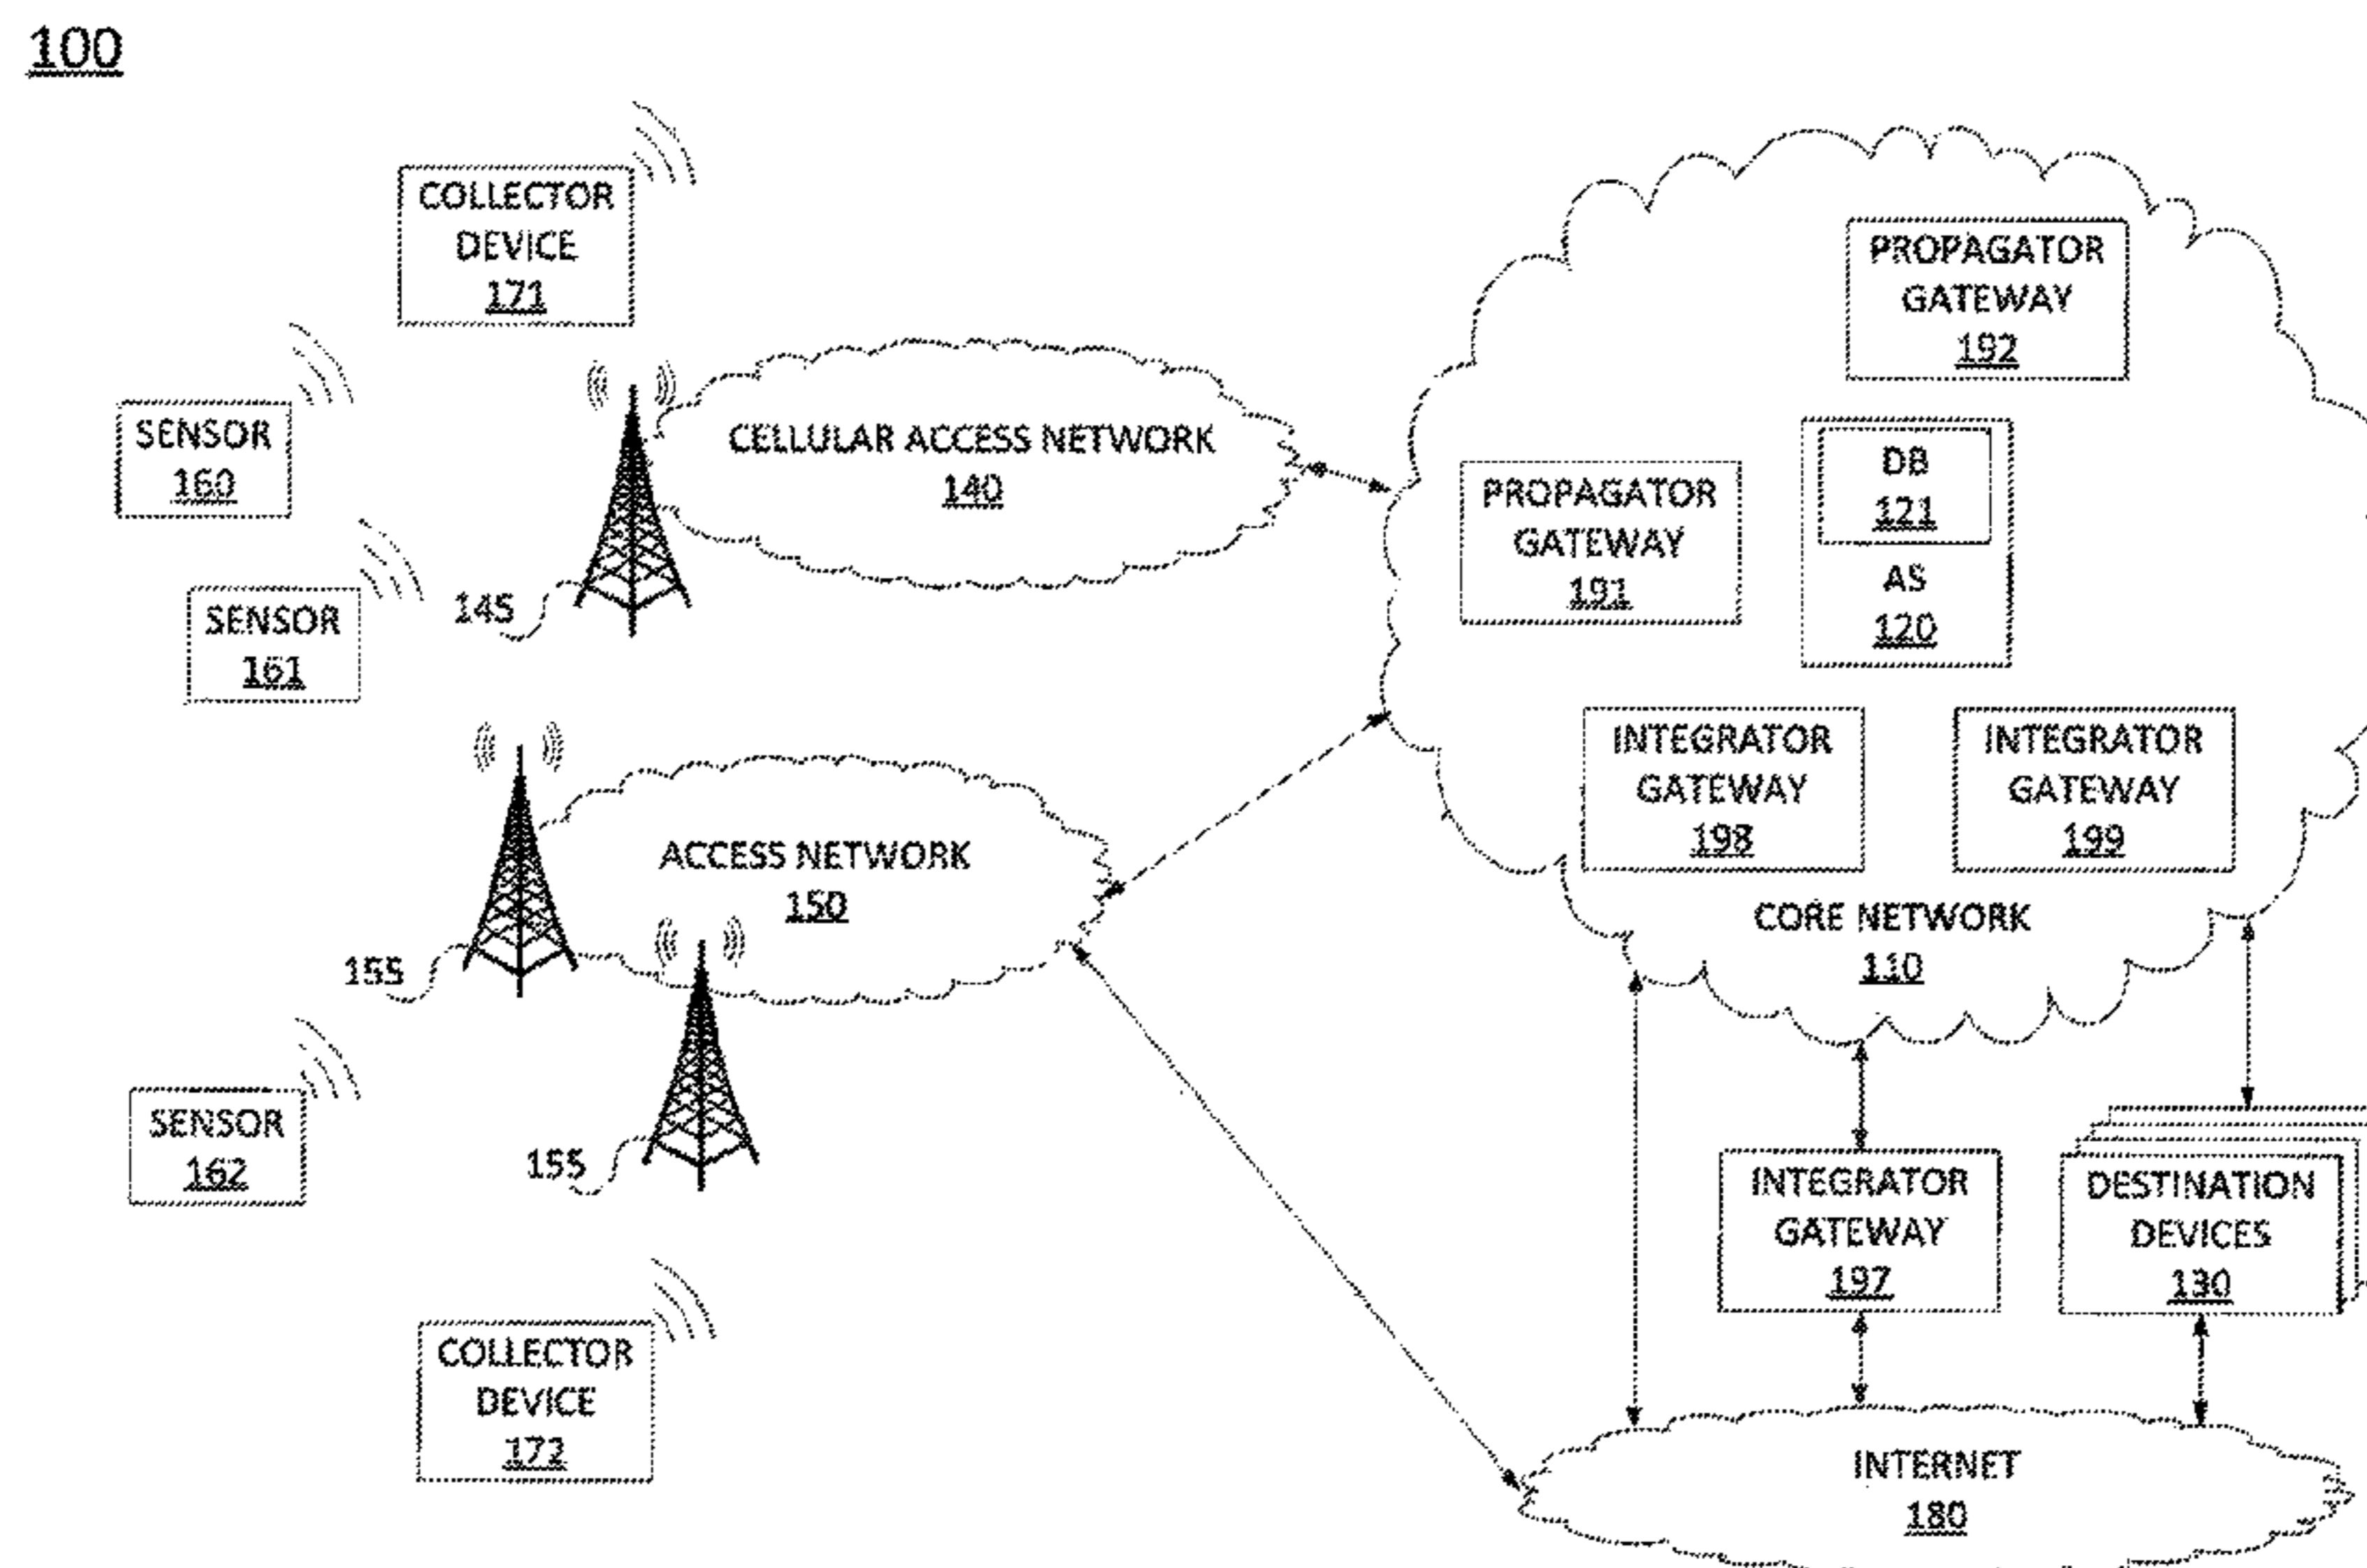 100
COLLECTOR
DEVICE
171
SENSOR
160
SENSOR
161
145
CELLULAR ACCESS NETWORK
140
PROPAGATOR
GATEWAY
192
PROPAGATOR
GATEWAY
191
DB
121
AS
120
INTEGRATOR
GATEWAY
198
INTEGRATOR
GATEWAY
199
CORE NETWORK
110
ACCESS NETWORK
150
155
155
SENSOR
162
COLLECTOR
DEVICE
172
INTEGRATOR
GATEWAY
197
DESTINATION
DEVICES
130
INTERNET
180